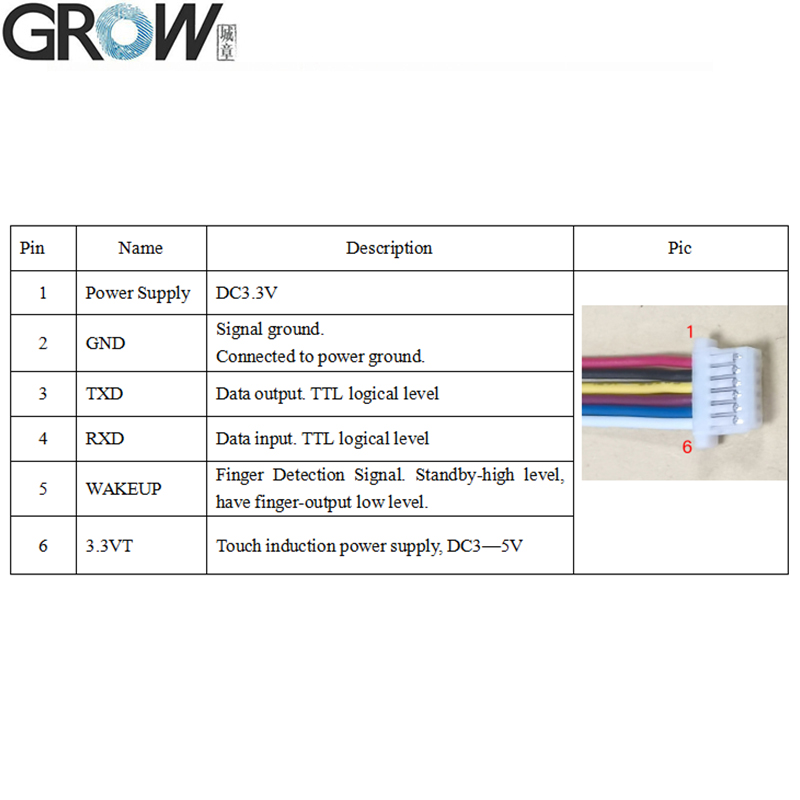 GROW
城章
Pin Name Description Pic
1 Power Supply DC3.3V
2 GND Signal ground.
Connected to power ground.
3 TXD Data output. TTL logical level
4 RXD Data input. TTL logical level
5 WAKEUP Finger Detection Signal. Standby-high level,
have finger-output low level.
6 3.3VT Touch induction power supply, DC3—5V
1
6